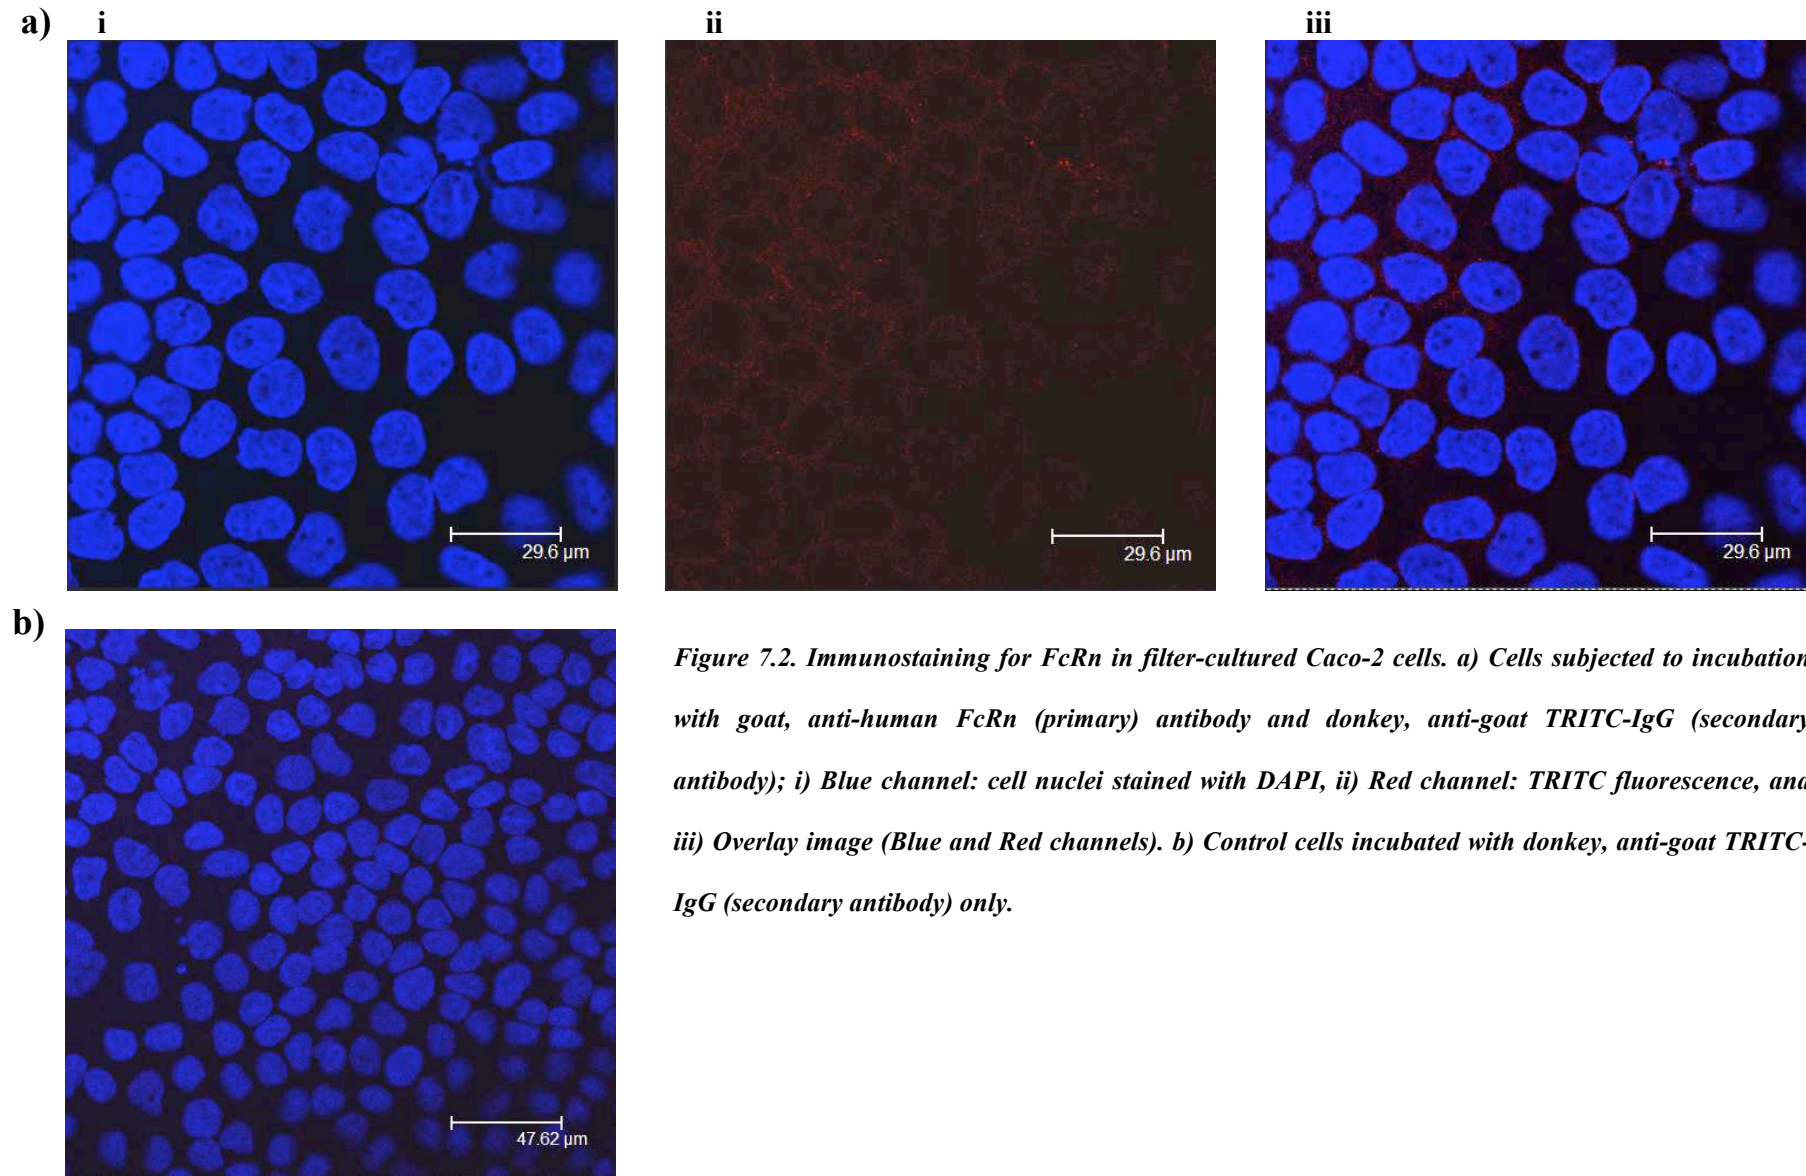 a) i ii iii
29.6 µm 29.6 µm 29.6 µm
b)
Figure 7.2. Immunostaining for FcRn in filter-cultured Caco-2 cells. a) Cells subjected to incubation
with goat, anti-human FcRn (primary) antibody and donkey, anti-goat TRITC-IgG (secondary
antibody); i) Blue channel: cell nuclei stained with DAPI, ii) Red channel: TRITC fluorescence, and
iii) Overlay image (Blue and Red channels). b) Control cells incubated with donkey, anti-goat TRITC-
IgG (secondary antibody) only.
47.62 µm